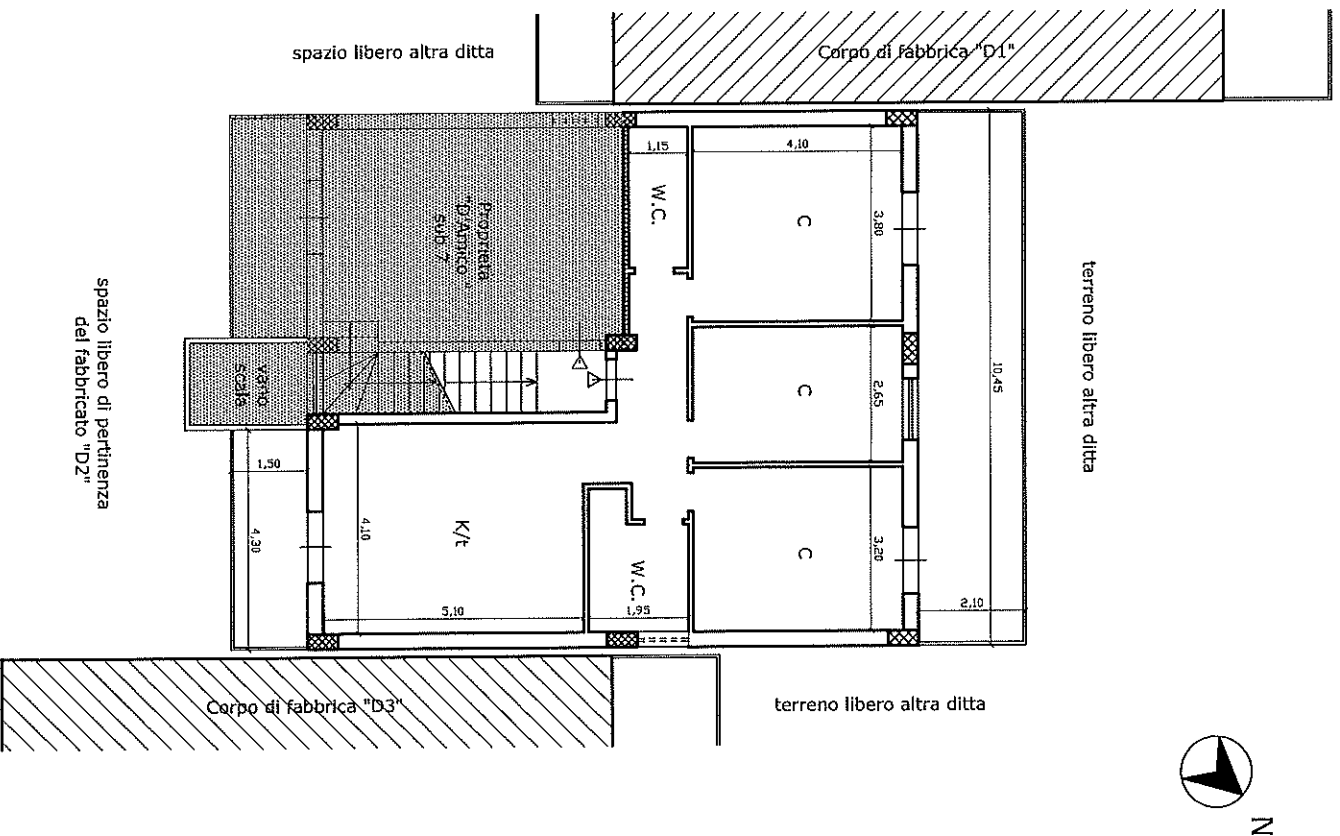 spazio libero altra ditta
Corpo di fabbrica "D1"
1,15
4,10
W.C.
C
3,80
Proprietà
"D'Amico"
sub 7
terreno libero altra ditta
10,45
C
2,65
vano
scala
spazio libero di pertinenza
del fabbricato "D2"
1,50
4,30
4,10
K/t
5,10
W.C.
1,95
C
3,20
2,10
Corpo di fabbrica "D3"
terreno libero altra ditta
N